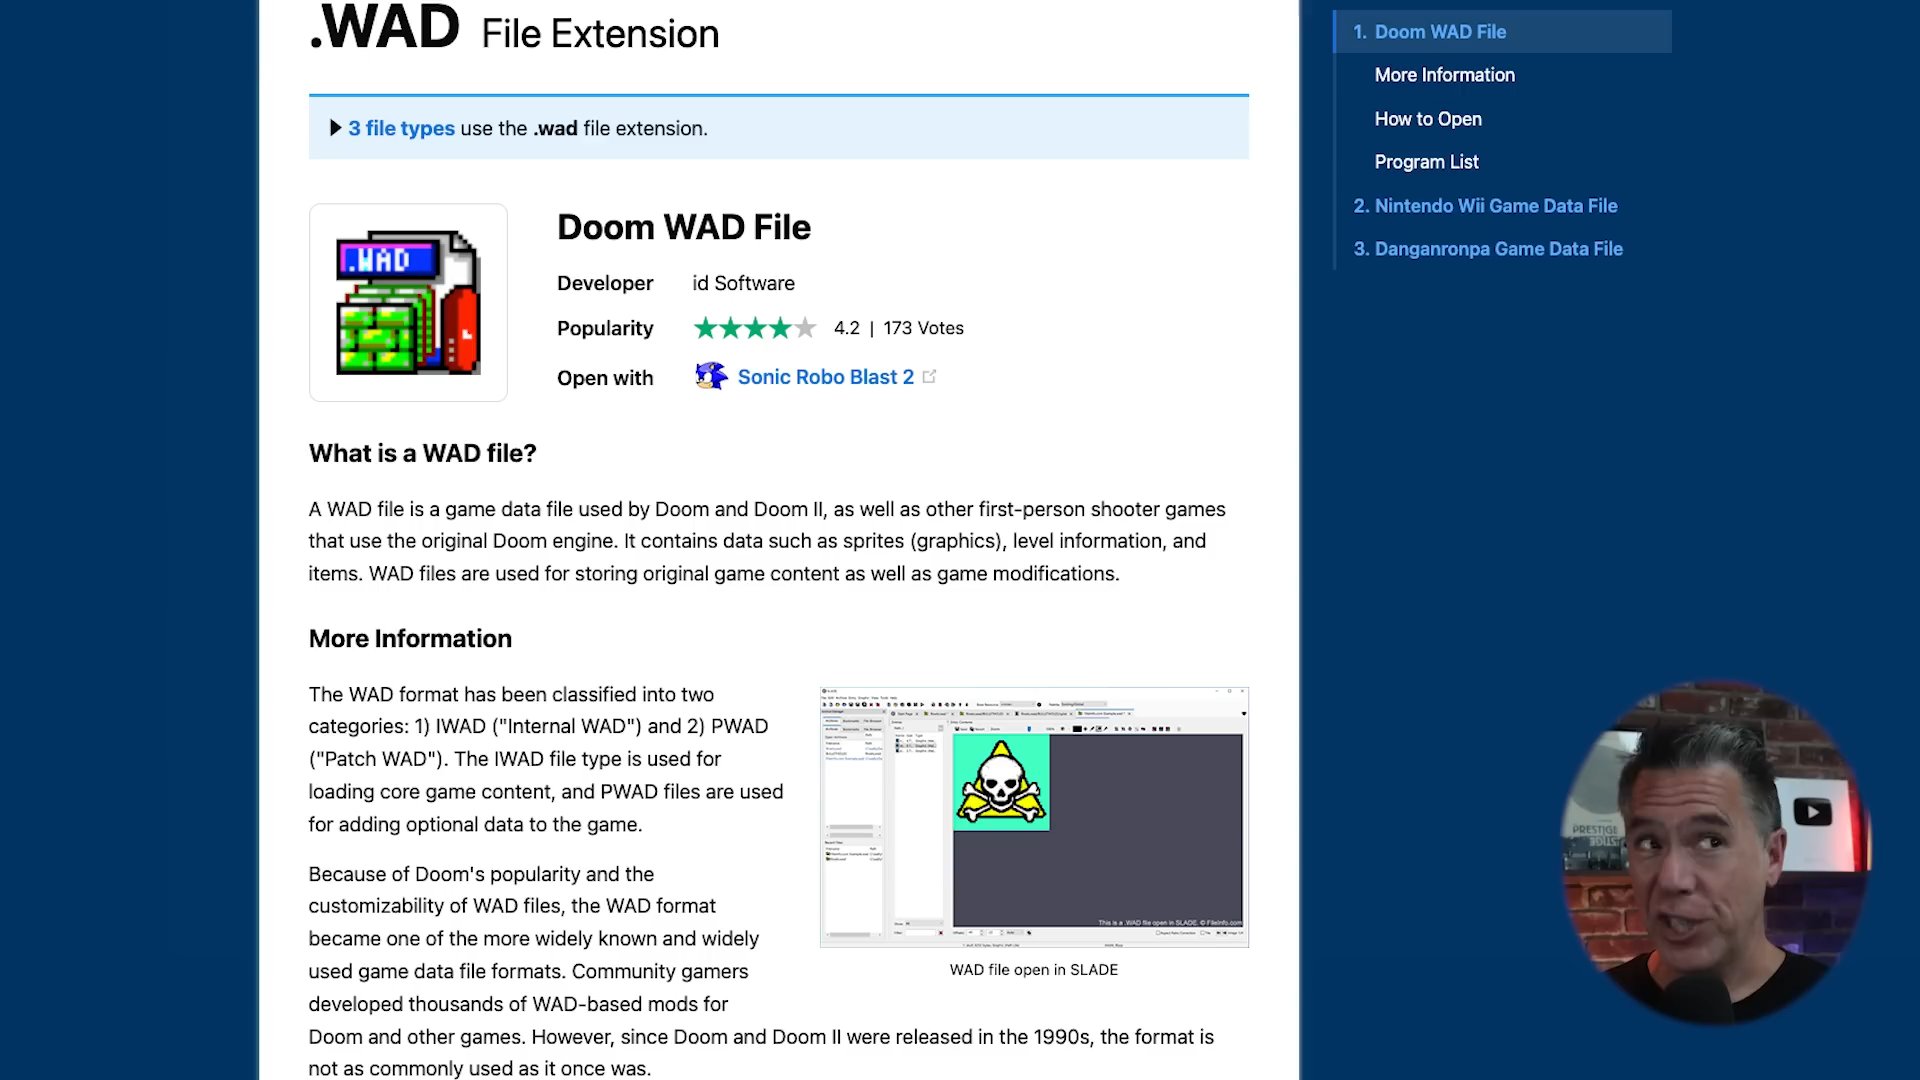 .WAD File Extension
3 file types use the .wad file extension.
.WAD
Doom WAD File
Developer id Software
Popularity 4.2 | 173 Votes
Open with Sonic Robo Blast 2
What is a WAD file?
A WAD file is a game data file used by Doom and Doom II, as well as other first-person shooter games
that use the original Doom engine. It contains data such as sprites (graphics), level information, and
items. WAD files are used for storing original game content as well as game modifications.
More Information
The WAD format has been classified into two
categories: 1) IWAD ("Internal WAD") and 2) PWAD
("Patch WAD"). The IWAD file type is used for
loading core game content, and PWAD files are used
for adding optional data to the game.
Because of Doom's popularity and the
customizability of WAD files, the WAD format
became one of the more widely known and widely
used game data file formats. Community gamers
developed thousands of WAD-based mods for
Doom and other games. However, since Doom and Doom II were released in the 1990s, the format is
not as commonly used as it once was.
This is a .WAD file open in SLADE. © FileInfo.com
WAD file open in SLADE
1. Doom WAD File
More Information
How to Open
Program List
2. Nintendo Wii Game Data File
3. Danganronpa Game Data File
PRESTIGE